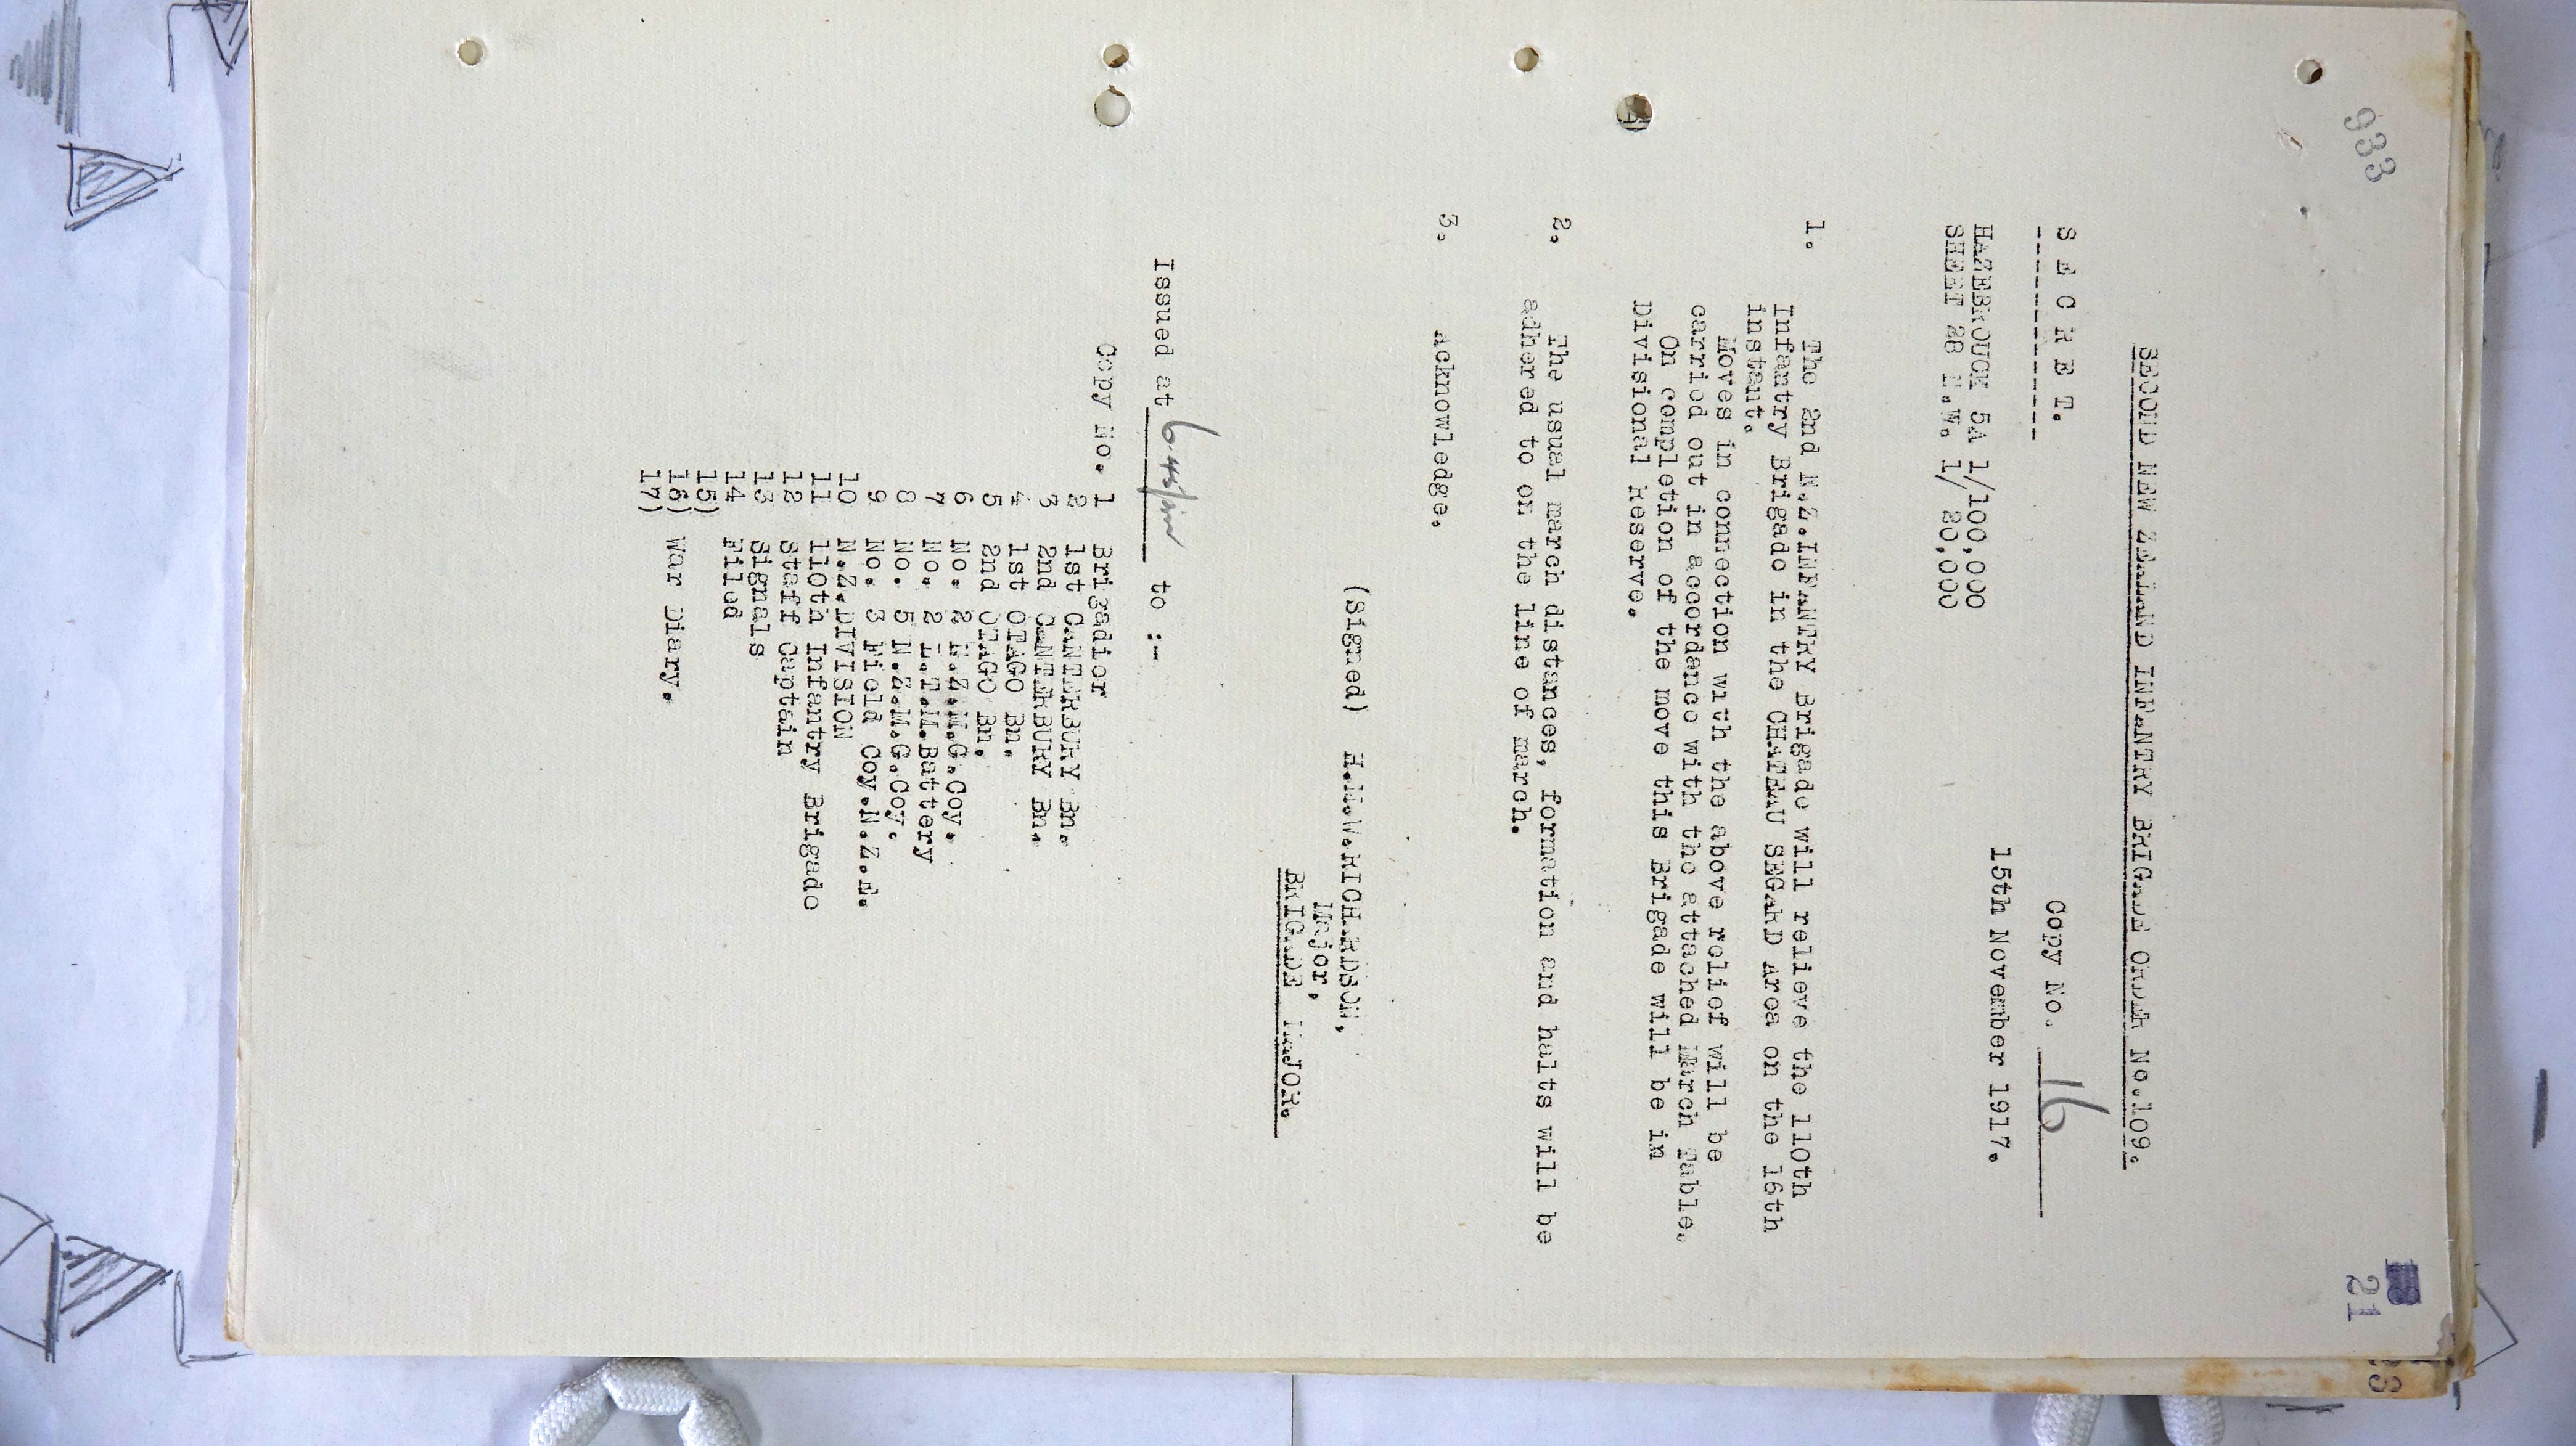 933
21
SECOND NEW ZEALAND INFANTRY BRIGADE ORDER No.109.
S E C R E T.
Copy No. 16
HAZEBROUCK 5A 1/100,000
SHEET 28 N.W. 1/ 20,000
15th November 1917.
1. The 2nd N.Z.INFANTRY Brigade will relieve the 110th
Infantry Brigade in the CHATEAU SEGARD Area on the 16th
instant.
Moves in connection with the above relief will be
carried out in accordance with the attached March Table.
On completion of the move this Brigade will be in
Divisional Reserve.
2. The usual march distances, formation and halts will be
adhered to on the line of march.
3. Acknowledge.
(Signed) H.M.W.RICHARDSON,
Major,
BRIGADE MAJOR.
Issued at 6.45 to :-
Copy No. 1 Brigadier
2 1st CANTERBURY Bn.
3 2nd CANTERBURY Bn.
4 1st OTAGO Bn.
5 2nd OTAGO Bn.
6 No. 2 N.Z.M.G.Coy.
7 No. 2 L.T.M.Battery
8 No. 5 N.Z.M.G.Coy.
9 No. 3 Field Coy.N.Z.E.
10 N.Z.DIVISION
11 110th Infantry Brigade
12 Staff Captain
13 Signals
14 Filed
15)
16) War Diary.
17)
23